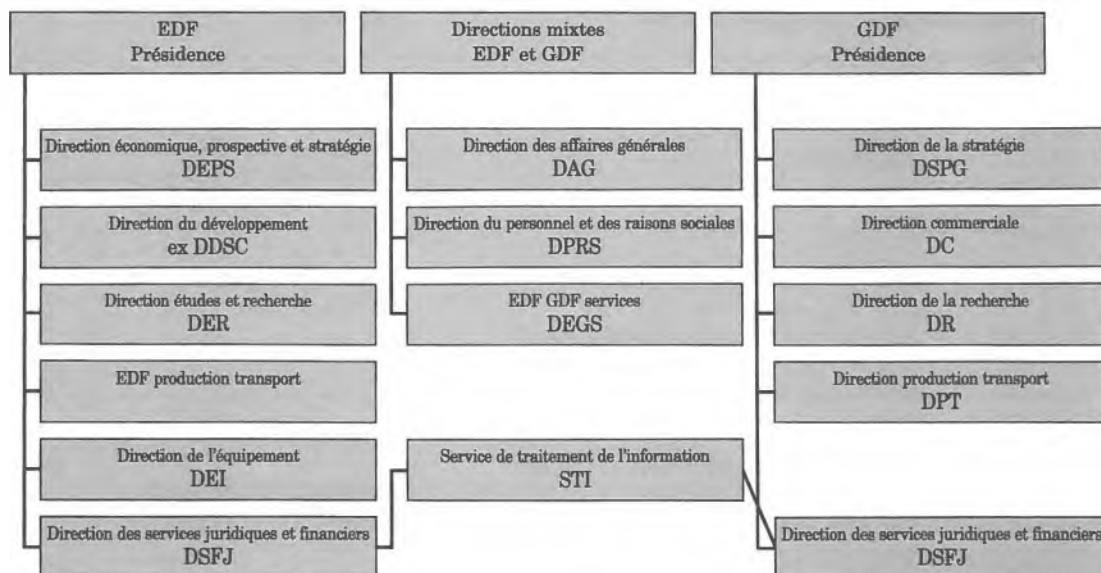 EDF
Présidence
Direction économique, prospective et stratégie
DEPS
Direction du développement
ex DDSC
Direction études et recherche
DER
EDF production transport
Direction de l'équipement
DEI
Direction des services juridiques et financiers
DSFJ
Directions mixtes
EDF et GDF
Direction des affaires générales
DAG
Direction du personnel et des raisons sociales
DPRS
EDF GDF services
DEGS
Service de traitement de l'information
STI
GDF
Présidence
Direction de la stratégie
DSPG
Direction commerciale
DC
Direction de la recherche
DR
Direction production transport
DPT
Direction des services juridiques et financiers
DSFJ